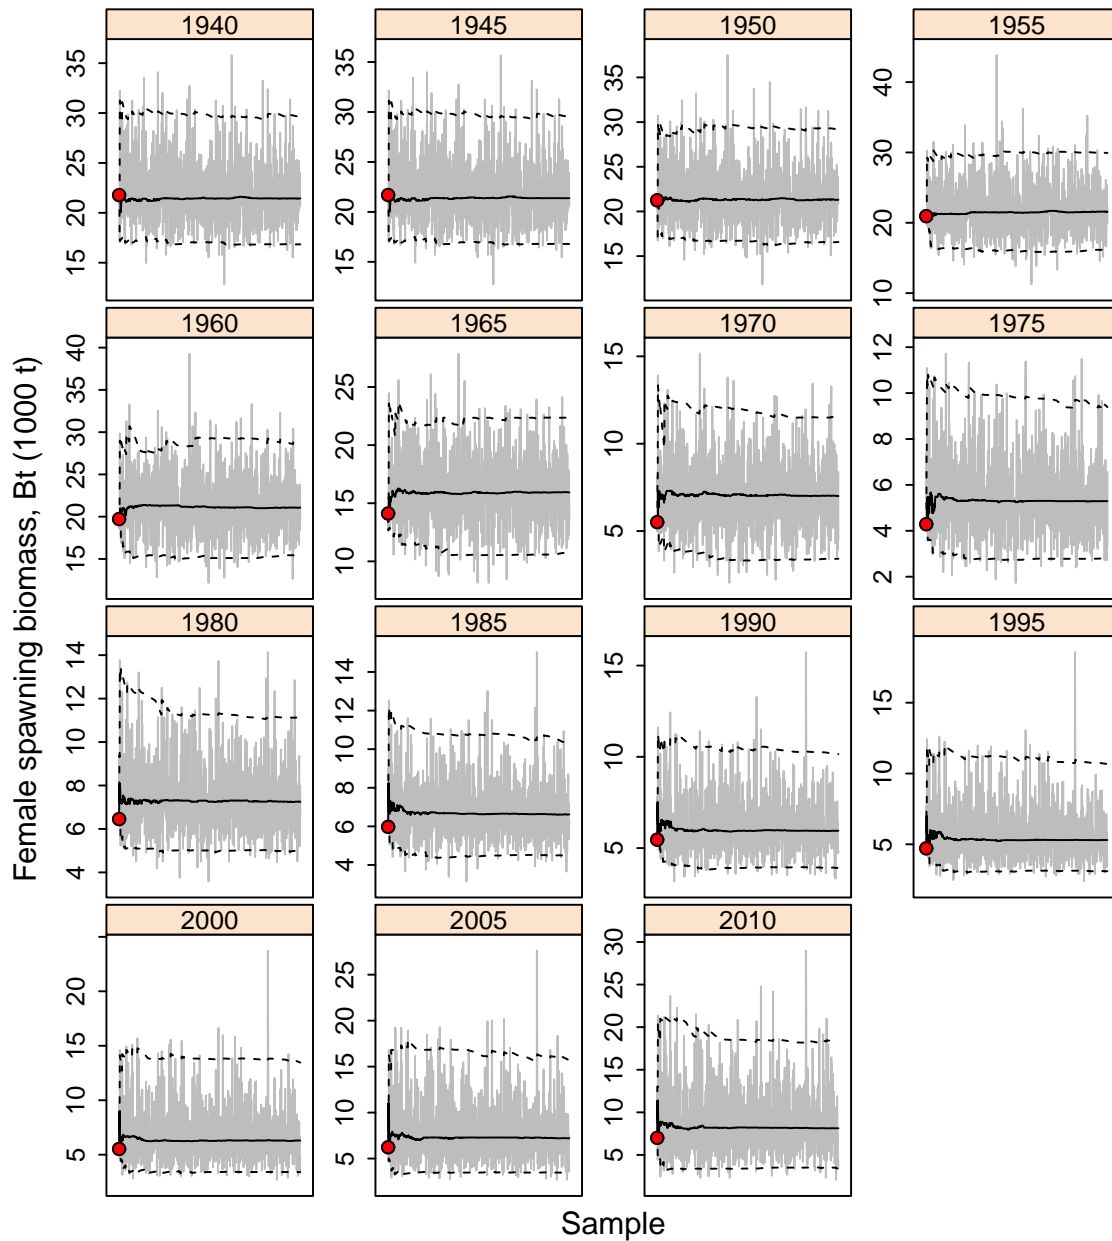 1940 1945 1950 1955
15 20 25 30 35
15 20 25 30 35
15 20 25 30 35
10 20 30 40
1960 1965 1970 1975
15 20 25 30 35 40
10 15 20 25
5 10 15
2 4 6 8 10 12
1980 1985 1990 1995
4 6 8 10 12 14
4 6 8 10 12 14
5 10 15
5 10 15
2000 2005 2010
5 10 15 20
5 10 15 20 25
5 10 15 20 25 30
Female spawning biomass, Bt (1000 t)
Sample